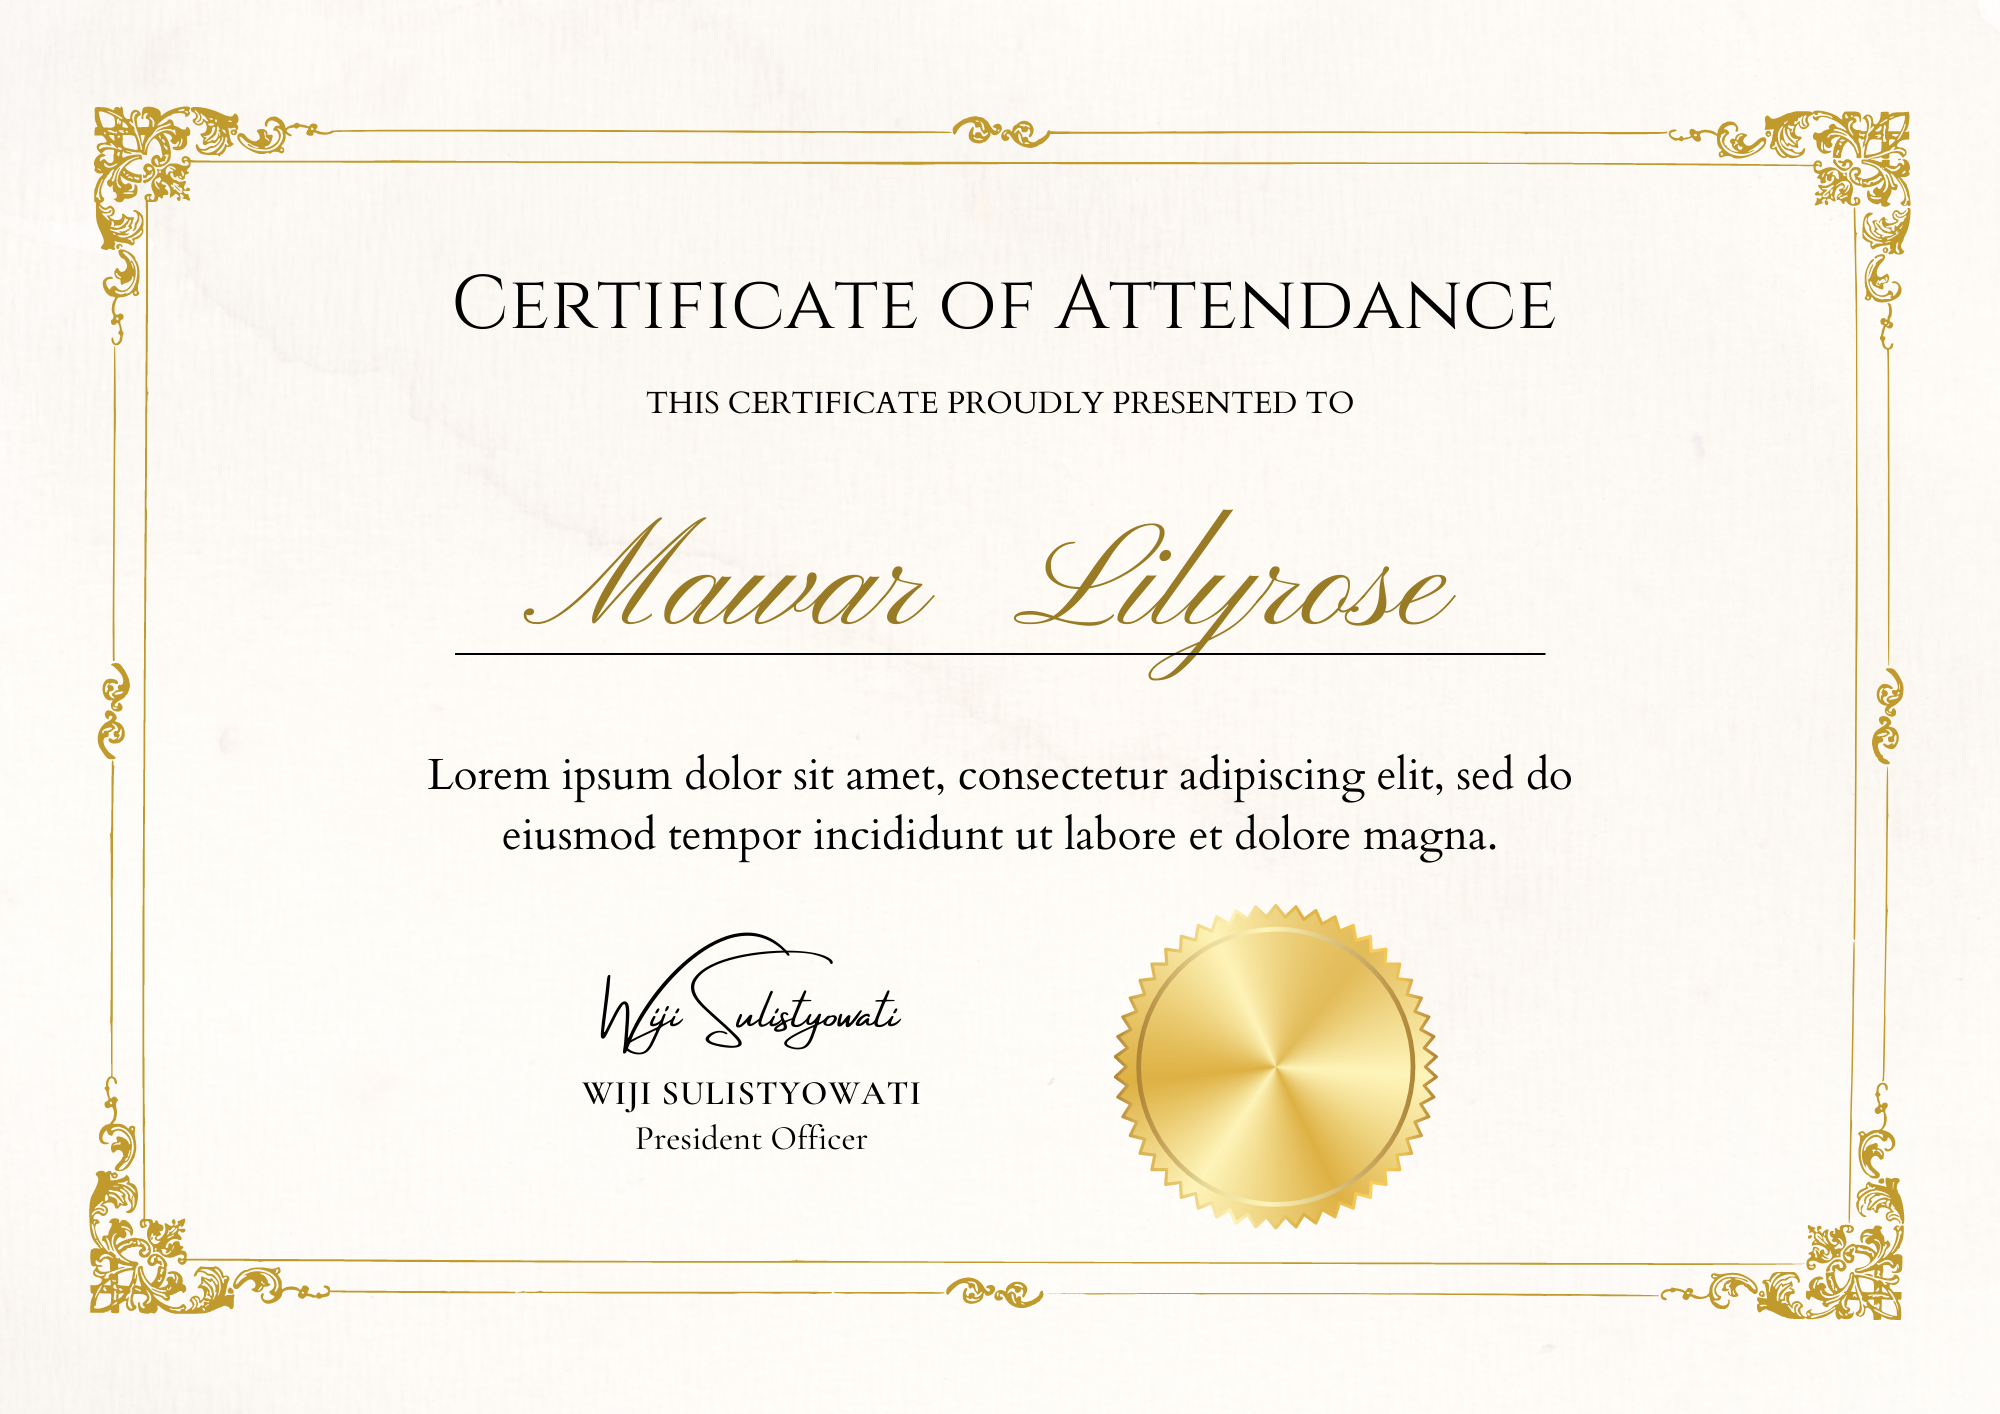 Certificate of Attendance
THIS CERTIFICATE PROUDLY PRESENTED TO
Mawar Lilyrose
Lorem ipsum dolor sit amet, consectetur adipiscing elit, sed do
eiusmod tempor incididunt ut labore et dolore magna.
Wiji Sulistyowati
WIJI SULISTYOWATI
President Officer